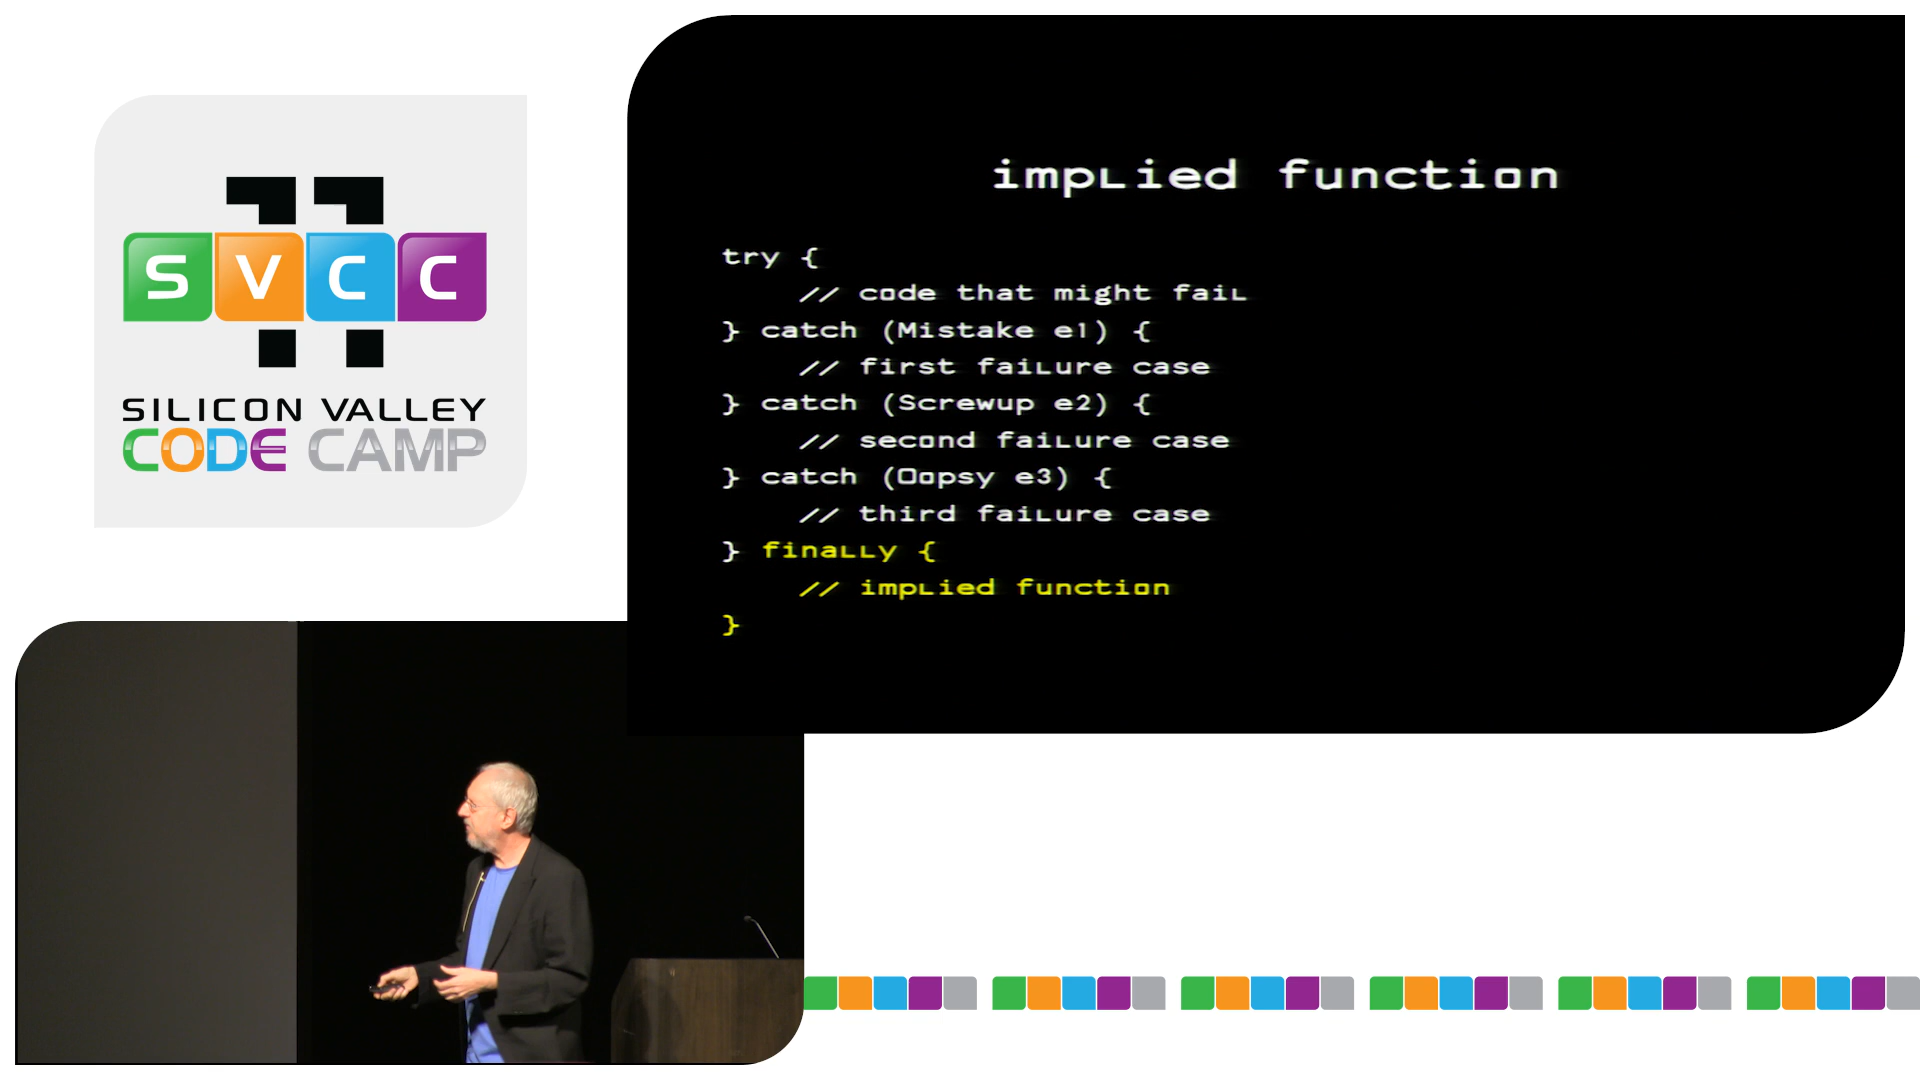 SVCC
SILICON VALLEY
CODE CAMP
implied function
try {
    // code that might fail
} catch (Mistake e1) {
    // first failure case
} catch (Screwup e2) {
    // second failure case
} catch (Oopsy e3) {
    // third failure case
} finally {
    // implied function
}